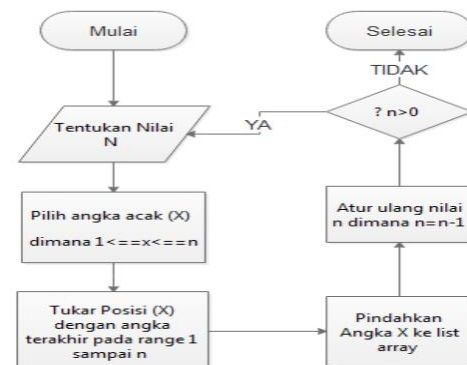 Mulai
Tentukan Nilai
N
Pilih angka acak (X)
dimana 1<==x<==n
Tukar Posisi (X)
dengan angka
terakhir pada range 1
sampai n
Pindahkan
Angka X ke list
array
Atur ulang nilai
n dimana n=n-1
? n>0
YA
TIDAK
Selesai